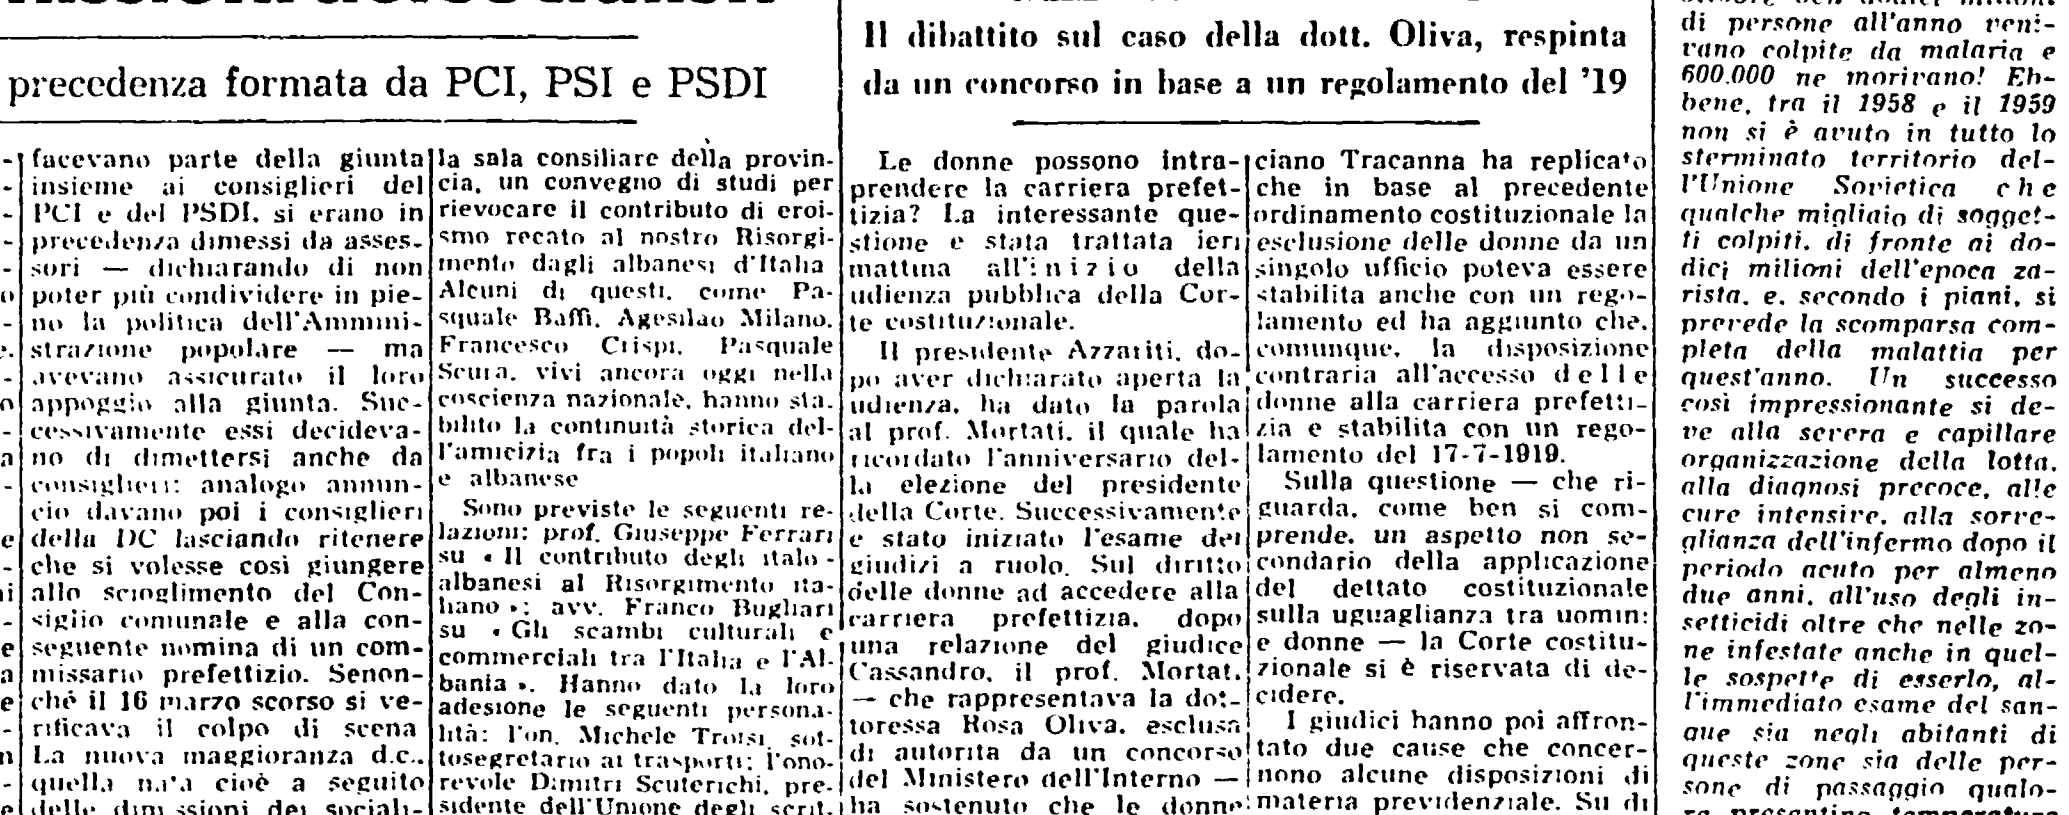 precedenza formata da PCI, PSI e PSDI
facevano parte della giunta
insieme ai consiglieri del
PCI e del PSDI, si erano in
precedenza dimessi da asses-
sori — dichiarando di non
poter più condividere in pie-
no la politica dell'Ammini-
strazione popolare — ma
avevano assicurato il loro
appoggio alla giunta. Suc-
cessivamente essi decideva-
no di dimettersi anche da
consiglieri: analogo annun-
cio davano poi i consiglieri
della DC lasciando ritenere
che si volesse così giungere
allo scioglimento del Con-
siglio comunale e alla con-
seguente nomina di un com-
missario prefettizio. Senon-
ché il 16 marzo scorso si ve-
rificava il colpo di scena
La nuova maggioranza d.c.,
quella nata cioè a seguito
delle dimissioni dei sociali-
la sala consiliare della provin-
cia, un convegno di studi per
rievocare il contributo di eroi-
smo recato al nostro Risorgi-
mento dagli albanesi d'Italia
Alcuni di questi, come Pa-
squale Baffi, Agesilao Milano,
Francesco Crispi, Pasquale
Scura, vivi ancora oggi nella
coscienza nazionale, hanno sta-
bilito la continuità storica del-
l'amicizia fra i popoli italiano
e albanese
Sono previste le seguenti re-
lazioni: prof. Giuseppe Ferrari
su « Il contributo degli italo-
albanesi al Risorgimento ita-
liano »; avv. Franco Bugliari
su « Gli scambi culturali e
commerciali tra l'Italia e l'Al-
bania ». Hanno dato la loro
adesione le seguenti persona-
lità: l'on. Michele Troisi, sot-
tosegretario ai trasporti; l'ono-
revole Dimitri Scuterichi, pre-
sidente dell'Unione degli scrit-
Il dibattito sul caso della dott. Oliva, respinta
da un concorso in base a un regolamento del '19
Le donne possono intra-
prendere la carriera prefet-
tizia? La interessante que-
stione è stata trattata ieri
mattina all'inizio della
udienza pubblica della Cor-
te costituzionale.
Il presidente Azzariti, do-
po aver dichiarato aperta la
udienza, ha dato la parola
al prof. Mortati, il quale ha
ricordato l'anniversario del-
la elezione del presidente
della Corte. Successivamente
è stato iniziato l'esame dei
giudizi a ruolo. Sul diritto
delle donne ad accedere alla
carriera prefettizia, dopo
una relazione del giudice
Cassandro, il prof. Mortati
— che rappresentava la dot-
toressa Rosa Oliva, esclusa
di autorità da un concorso
del Ministero dell'Interno —
ha sostenuto che le donne
ciano Tracanna ha replicato
che in base al precedente
ordinamento costituzionale la
esclusione delle donne da un
singolo ufficio poteva essere
stabilita anche con un rego-
lamento ed ha aggiunto che,
comunque, la disposizione
contraria all'accesso delle
donne alla carriera prefetti-
zia è stabilita con un rego-
lamento del 17-7-1919.
Sulla questione — che ri-
guarda, come ben si com-
prende, un aspetto non se-
condario della applicazione
del dettato costituzionale
sulla uguaglianza tra uomini
e donne — la Corte costitu-
zionale si è riservata di de-
cidere.
I giudici hanno poi affron-
tato due cause che concer-
nono alcune disposizioni di
materia previdenziale. Su di
di persone all'anno veni-
vano colpite da malaria e
600.000 ne morivano! Eb-
bene, tra il 1958 e il 1959
non si è avuto in tutto lo
sterminato territorio del-
l'Unione Sovietica che
qualche migliaio di sogget-
ti colpiti, di fronte ai do-
dici milioni dell'epoca za-
rista, e, secondo i piani, si
prevede la scomparsa com-
pleta della malattia per
quest'anno. Un successo
così impressionante si de-
ve alla severa e capillare
organizzazione della lotta,
alla diagnosi precoce, alle
cure intensive, alla sorve-
glianza dell'infermo dopo il
periodo acuto per almeno
due anni, all'uso degli in-
setticidi oltre che nelle zo-
ne infestate anche in quel-
le sospette di esserlo, al-
l'immediato esame del san-
gue sia negli abitanti di
queste zone sia delle per-
sone di passaggio qualo-